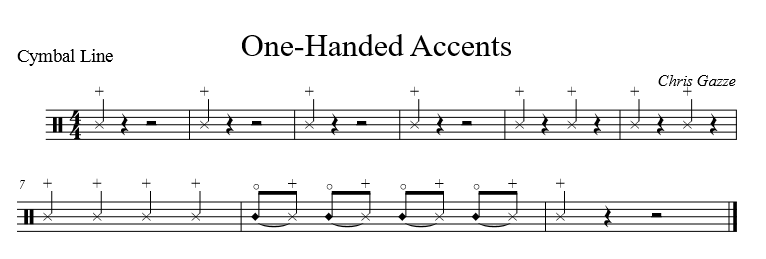 One-Handed Accents
Cymbal Line
Chris Gazze
4
4
7